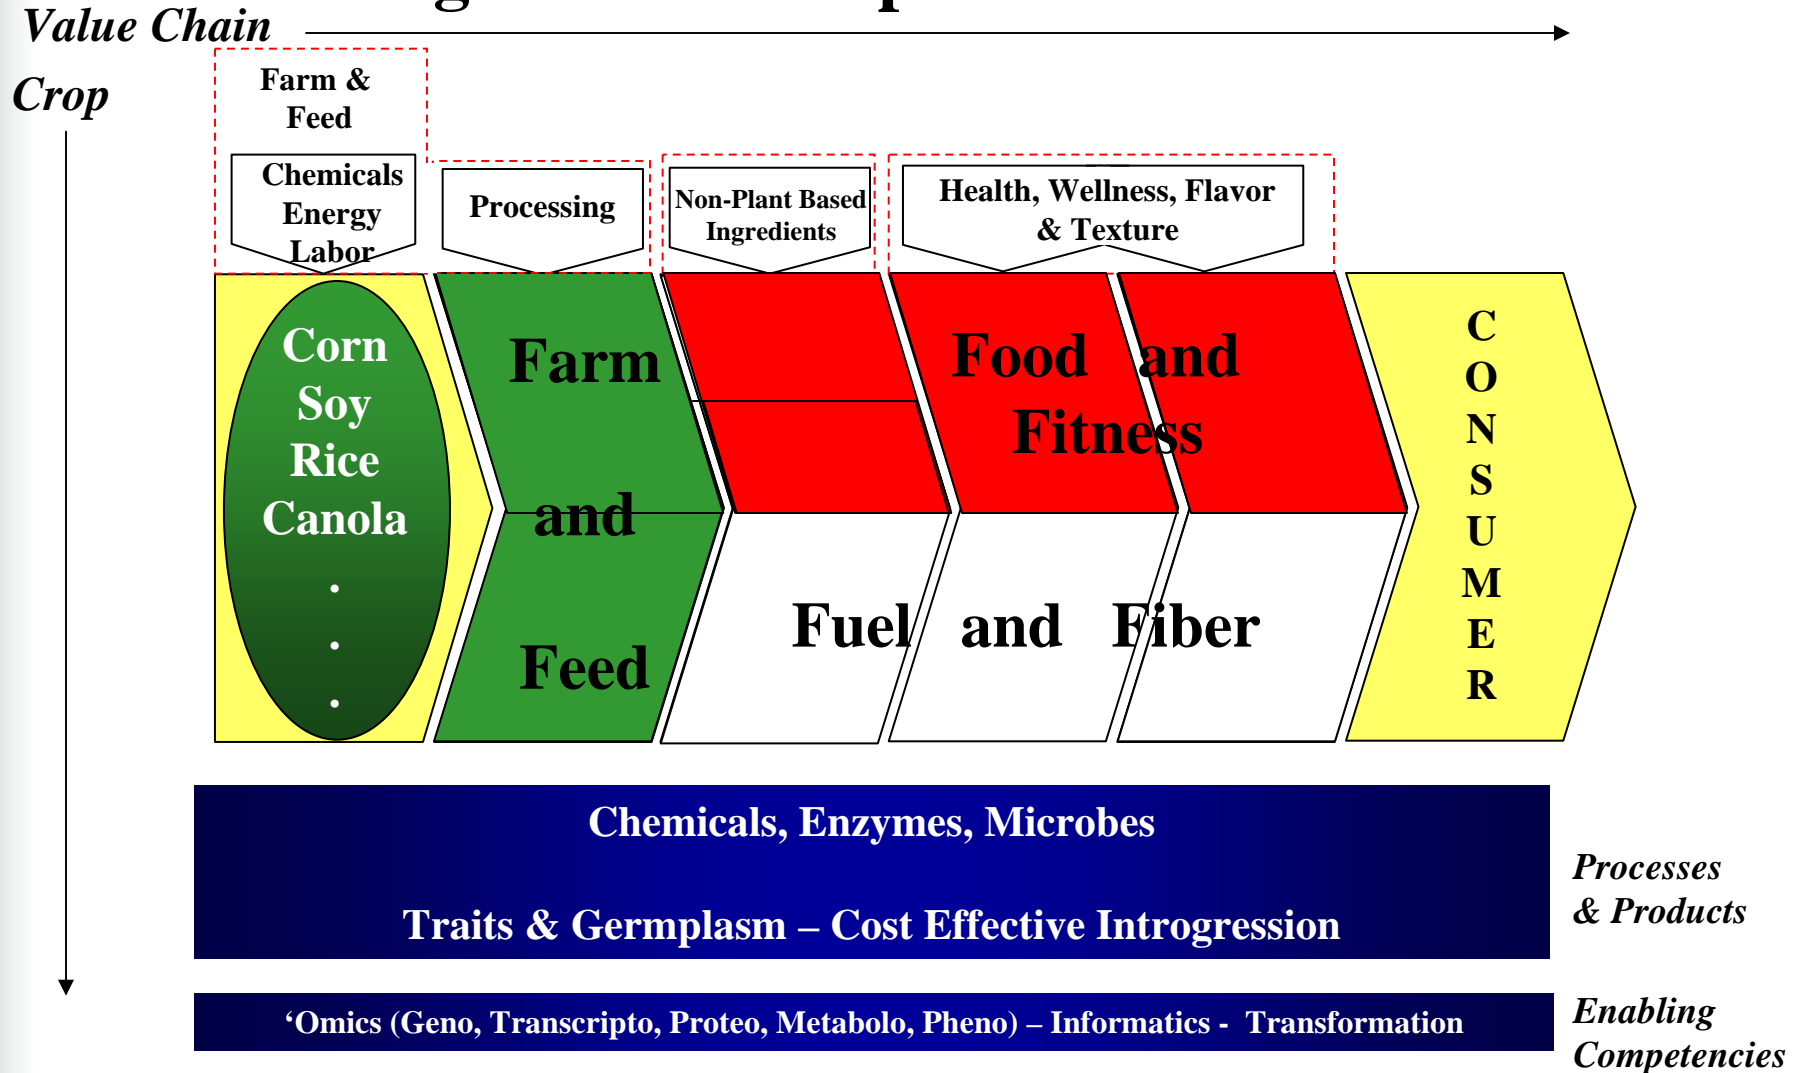 Value Chain
Crop
Farm &
Feed
Chemicals
Energy
Labor
Processing
Non-Plant Based
Ingredients
Health, Wellness, Flavor
& Texture
Corn
Soy
Rice
Canola
.
.
.
Farm
and
Feed
Food and
Fitness
Fuel and Fiber
C
O
N
S
U
M
E
R
Chemicals, Enzymes, Microbes
Traits & Germplasm – Cost Effective Introgression
Processes
& Products
‘Omics (Geno, Transcripto, Proteo, Metabolo, Pheno) – Informatics - Transformation
Enabling
Competencies